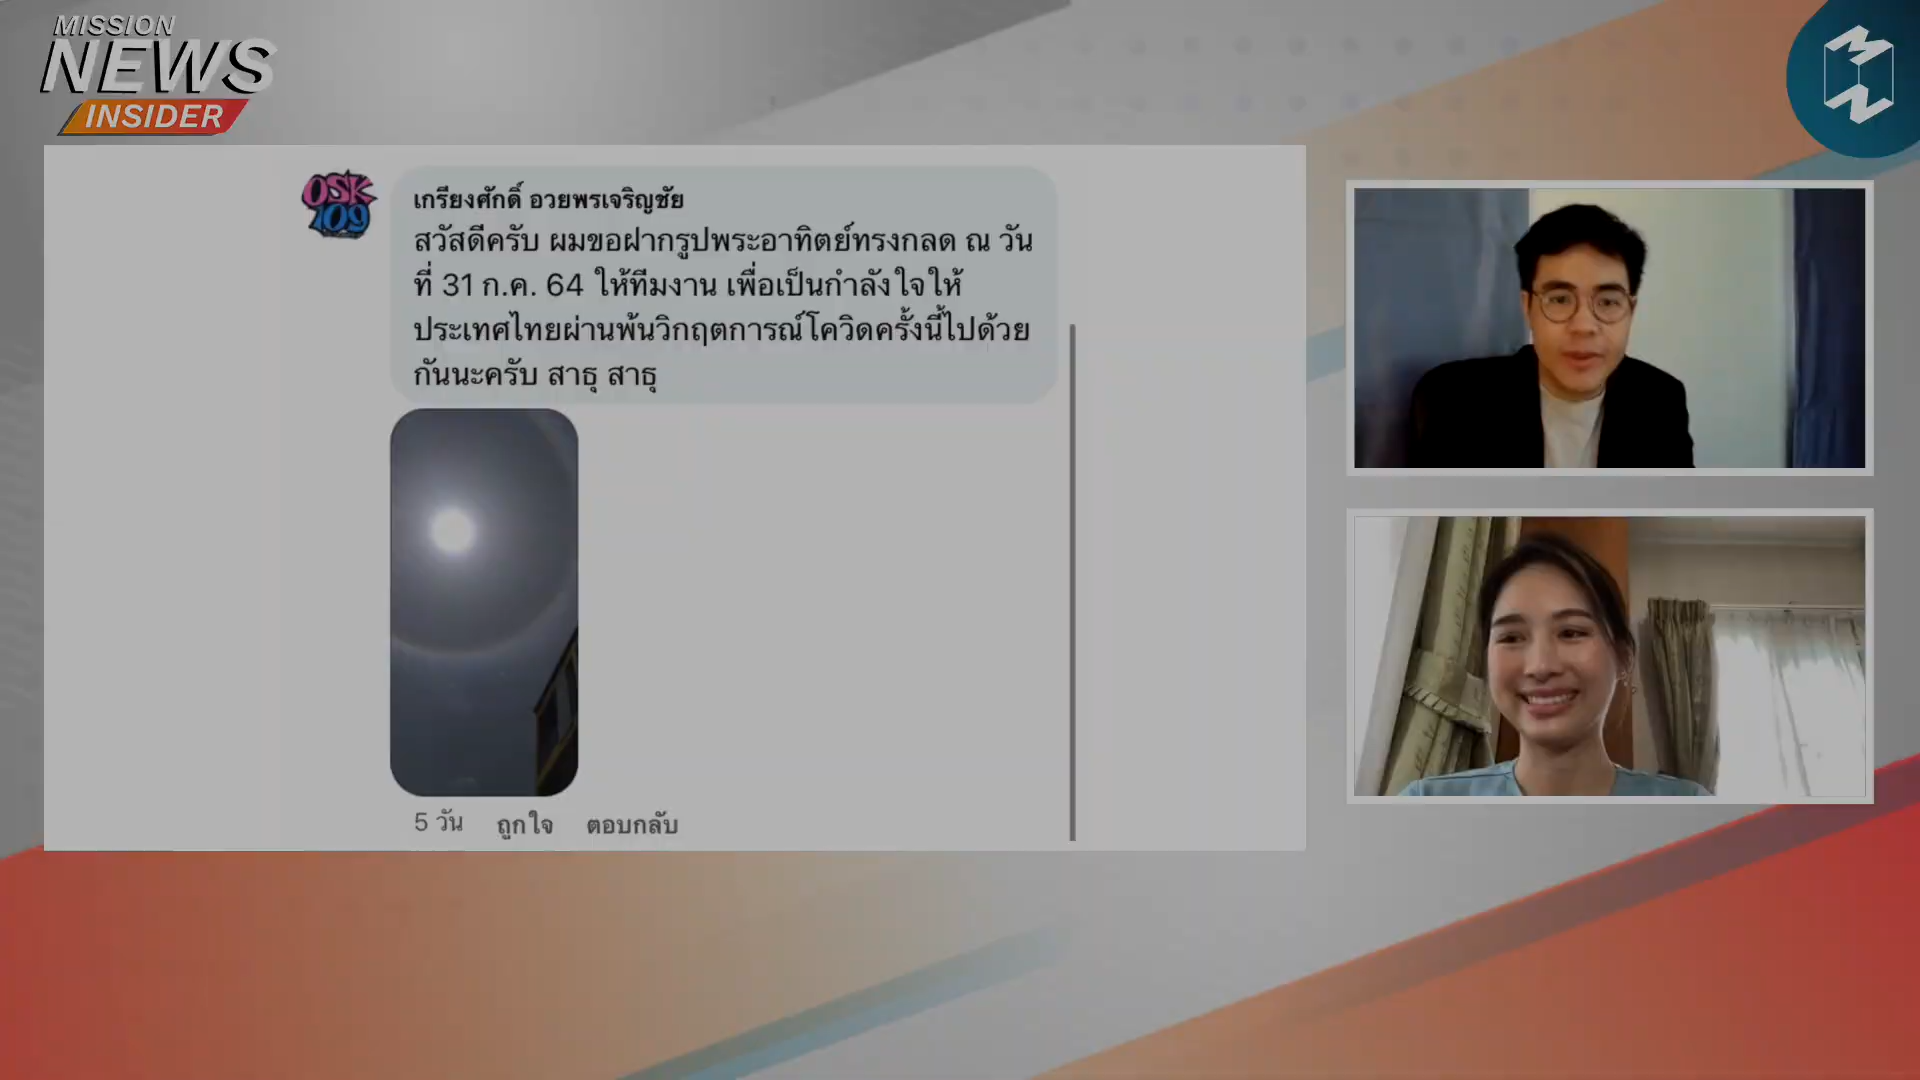 MISSION
NEWS
INSIDER
OSK
109
เกรียงศักดิ์ อวยพรเจริญชัย
สวัสดีครับ ผมขอฝากรูปพระอาทิตย์ทรงกลด ณ วัน
ที่ 31 ก.ค. 64 ให้ทีมงาน เพื่อเป็นกำลังใจให้
ประเทศไทยผ่านพ้นวิกฤตการณ์โควิดครั้งนี้ไปด้วย
กันนะครับ สาธุ สาธุ
5 วัน ถูกใจ ตอบกลับ